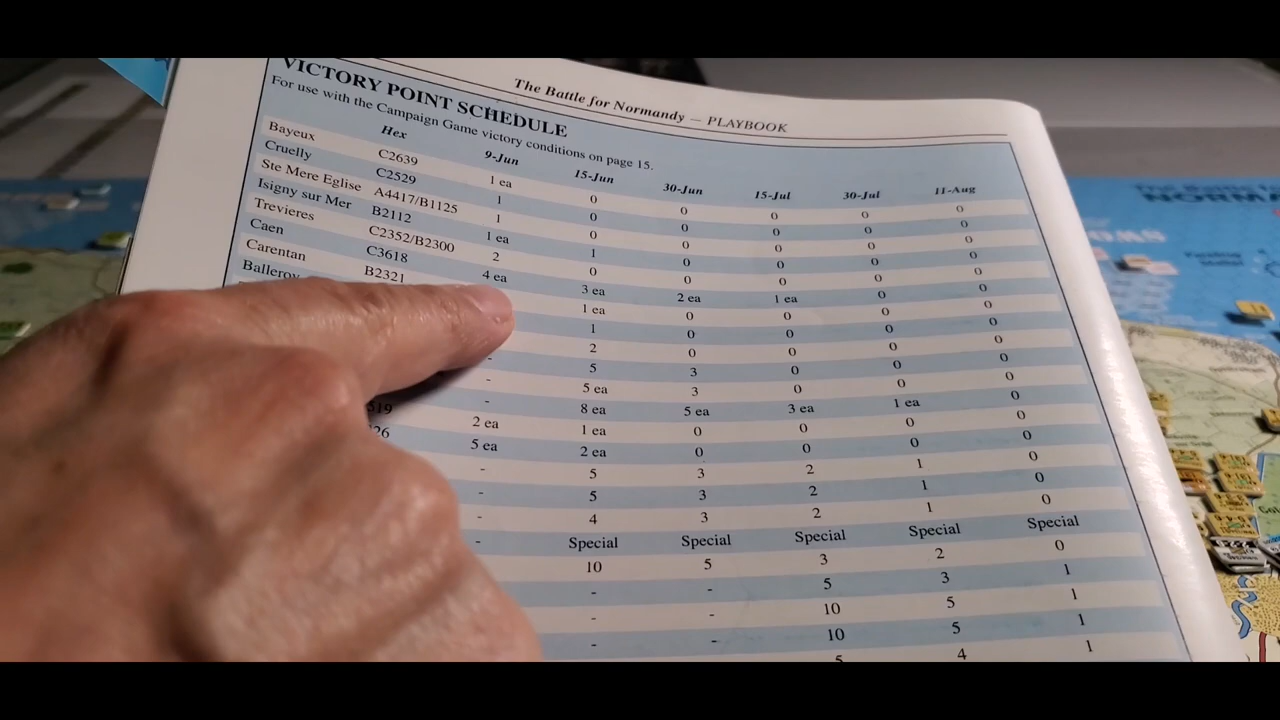 The Battle for Normandy — PLAYBOOK
VICTORY POINT SCHEDULE
For use with the Campaign Game victory conditions on page 15.
Hex 9-Jun 15-Jun 30-Jun 15-Jul 30-Jul 11-Aug
Bayeux C2639 1 ea 0 0 0 0 0
Cruelly C2529 1 0 0 0 0 0
Ste Mere Eglise A4417/B1125 1 0 0 0 0 0
Isigny sur Mer B2112 1 ea 1 0 0 0 0
Trevieres C2352/B2300 2 0 0 0 0 0
Caen C3618 4 ea 3 ea 2 ea 1 ea 0 0
Carentan B2321 1 ea 0 0 0 0
Balleroy 1 0 0 0 0
2 0 0 0 0
- 5 3 0 0 0
- 5 ea 3 0 0 0
- 8 ea 5 ea 3 ea 1 ea 0
519 2 ea 1 ea 0 0 0 0
26 5 ea 2 ea 0 0 0 0
- 5 3 2 1 0
- 5 3 2 1 0
- 4 3 2 1 0
- Special Special Special Special Special
10 5 3 2 0
- - 5 3 1
- - 10 5 1
- - 10 5 1
5 4 1